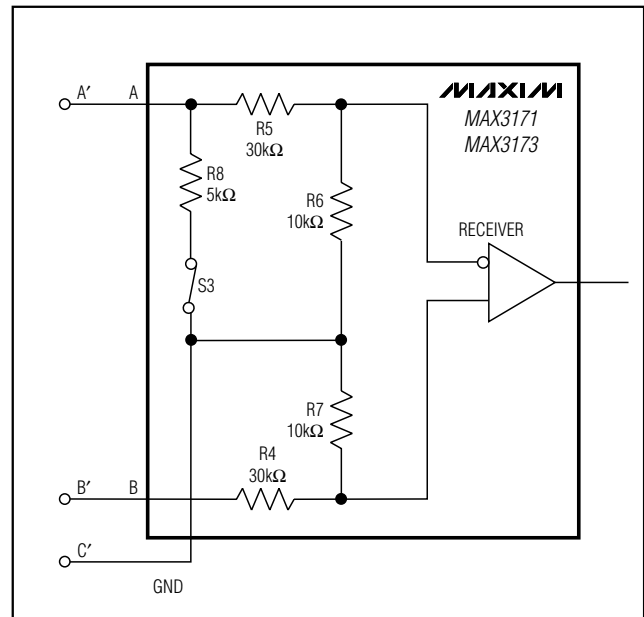 A′ A
MAXIM
MAX3171
MAX3173
R5
30kΩ
R8
5kΩ
R6
10kΩ
RECEIVER
S3
R7
10kΩ
R4
30kΩ
B′ B
C′
GND